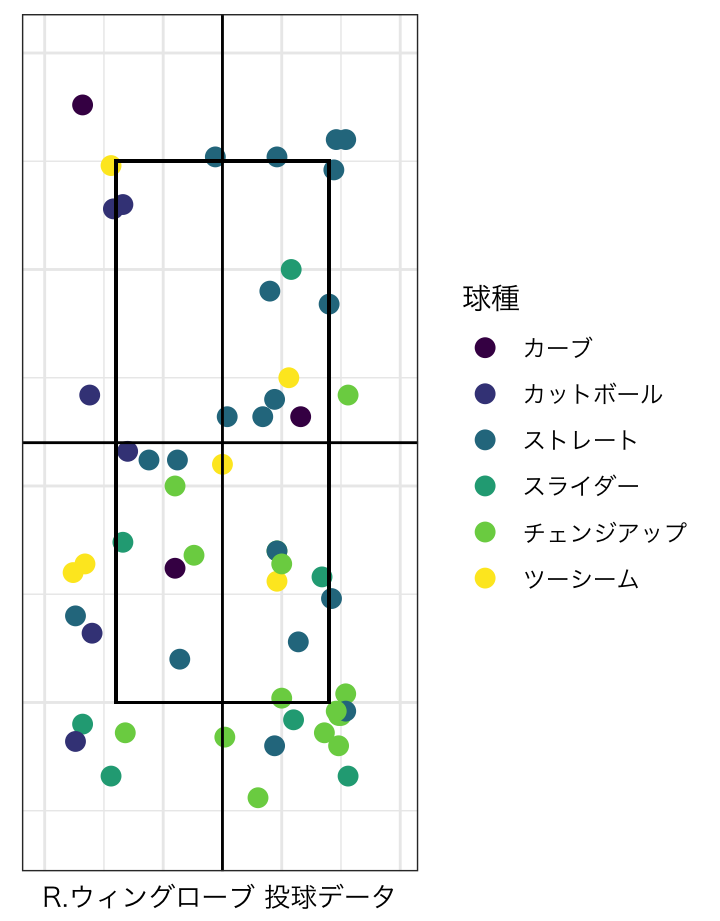 球種
カーブ
カットボール
ストレート
スライダー
チェンジアップ
ツーシーム
R.ウィングローブ 投球データ